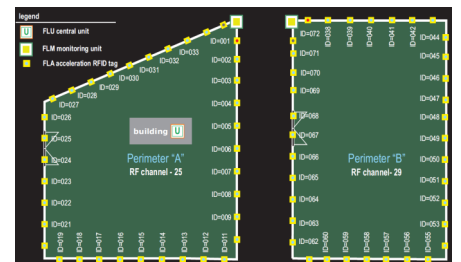 legend
U FLU central unit
FLM monitoring unit
FLA acceleration RFID tag
ID=033
ID=032
ID=031
ID=030
ID=029
ID=028
ID=027
ID=026
ID=025
ID=024
ID=023
ID=022
ID=021
ID=001
ID=002
ID=003
ID=004
ID=005
ID=006
ID=007
ID=008
ID=009
building U
Perimeter "A"
RF channel - 25
ID=019
ID=018
ID=017
ID=016
ID=015
ID=014
ID=013
ID=012
ID=011
ID=072
ID=038
ID=039
ID=040
ID=041
ID=042
ID=044
ID=071
ID=070
ID=069
ID=068
ID=067
ID=066
ID=065
ID=064
ID=063
ID=062
ID=045
ID=046
ID=047
ID=048
ID=049
ID=050
ID=051
ID=052
ID=053
Perimeter "B"
RF channel - 29
ID=060
ID=059
ID=058
ID=057
ID=056
ID=055